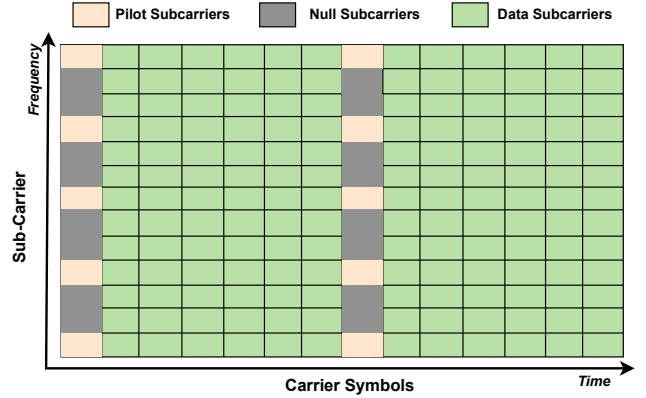 Pilot Subcarriers Null Subcarriers Data Subcarriers
Frequency
Sub-Carrier
Carrier Symbols
Time